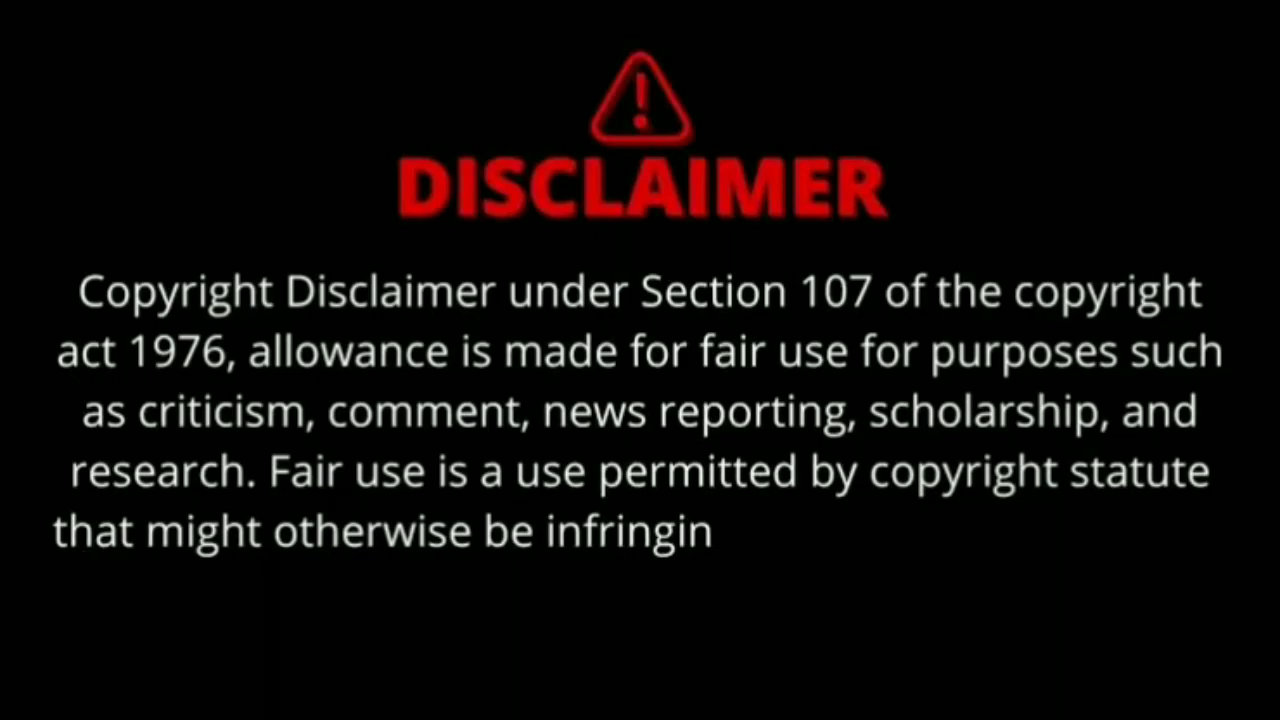 DISCLAIMER
Copyright Disclaimer under Section 107 of the copyright
act 1976, allowance is made for fair use for purposes such
as criticism, comment, news reporting, scholarship, and
research. Fair use is a use permitted by copyright statute
that might otherwise be infringin